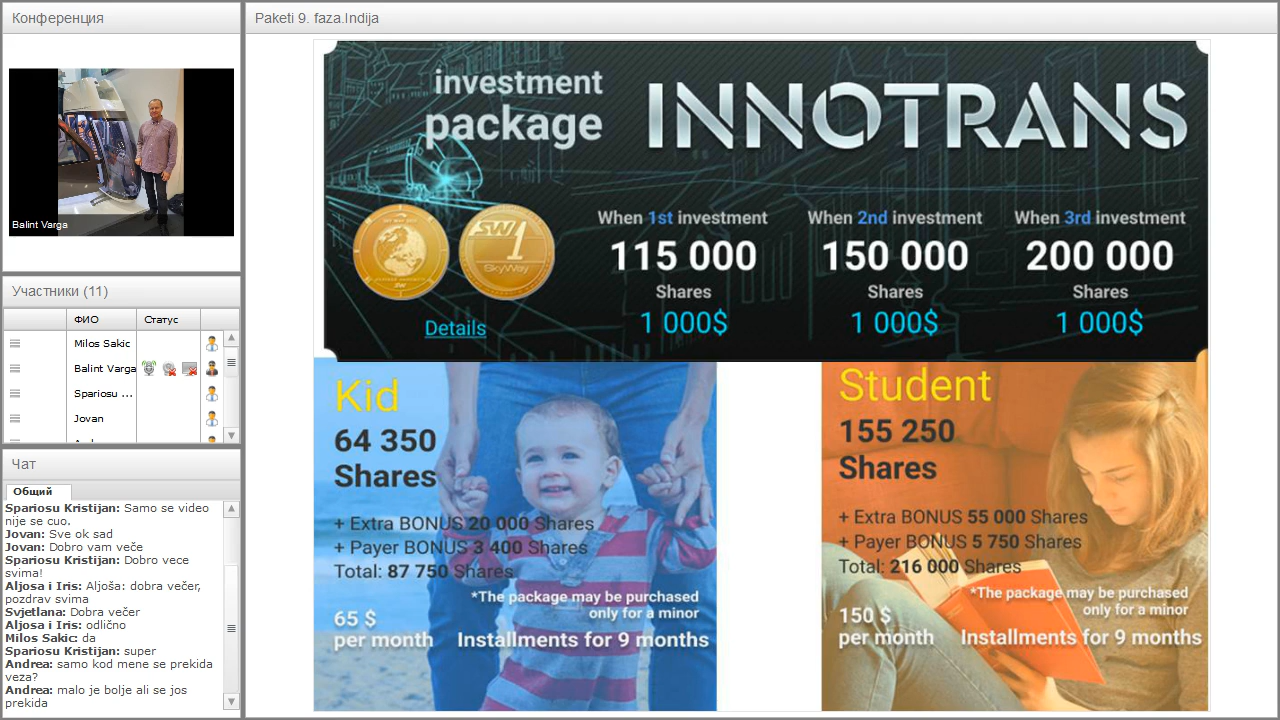 Конференция
Balint Varga
Участники (11)
ФИО
Статус
Milos Sakic
Balint Varga
Spariosu ...
Jovan
Чат
Общий
Spariosu Kristijan: Samo se video
nije se cuo.
Jovan: Sve ok sad
Jovan: Dobro vam veče
Spariosu Kristijan: Dobro vece
svima!
Aljosa i Iris: Aljoša: dobra večer,
pozdrav svima
Svjetlana: Dobra večer
Aljosa i Iris: odlično
Milos Sakic: da
Spariosu Kristijan: super
Andrea: samo kod mene se prekida
veza?
Andrea: malo je bolje ali se jos
prekida
Paketi 9. faza.Indija
investment
package
INNOTRANS
SW 1
SkyWay
Details
When 1st investment
115 000
Shares
1 000$
When 2nd investment
150 000
Shares
1 000$
When 3rd investment
200 000
Shares
1 000$
Kid
64 350
Shares
+ Extra BONUS 20 000 Shares
+ Payer BONUS 3 400 Shares
Total: 87 750 Shares
*The package may be purchased
only for a minor
65 $
per month
Installments for 9 months
Student
155 250
Shares
+ Extra BONUS 55 000 Shares
+ Payer BONUS 5 750 Shares
Total: 216 000 Shares
*The package may be purchased
only for a minor
150 $
per month
Installments for 9 months